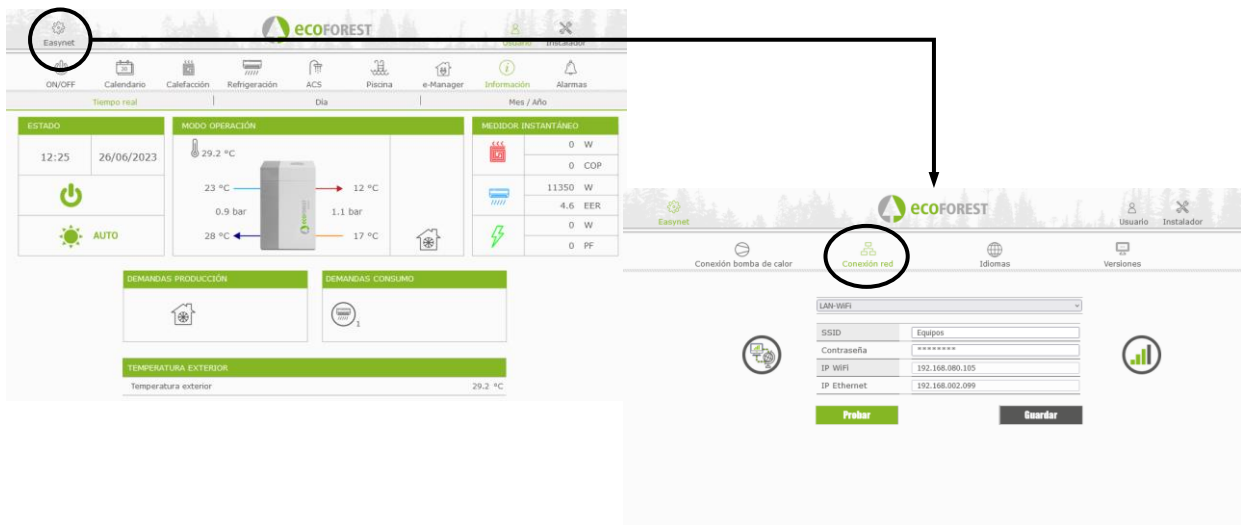 Easynet
ecoFOREST
Usuario Instalador
ON/OFF Calendario Calefacción Refrigeración ACS Piscina e-Manager Información Alarmas
Tiempo real Día Mes / Año
ESTADO
12:25 26/06/2023
AUTO
MODO OPERACIÓN
29.2 °C
23 °C 12 °C
0.9 bar 1.1 bar
28 °C 17 °C
MEDIDOR INSTANTÁNEO
0 W
0 COP
11350 W
4.6 EER
0 W
0 PF
DEMANDAS PRODUCCIÓN
DEMANDAS CONSUMO
1
TEMPERATURA EXTERIOR
Temperatura exterior 29.2 °C
Easynet
ecoFOREST
Usuario Instalador
Conexión bomba de calor Conexión red Idiomas Versiones
LAN-WiFi
SSID Equipos
Contraseña ********
IP WiFi 192.168.080.105
IP Ethernet 192.168.002.099
Probar Guardar